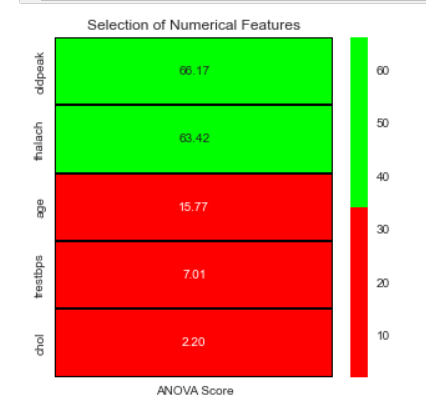 Selection of Numerical Features
oldpeak
66.17
thalach
63.42
age
15.77
trestbps
7.01
chol
2.20
ANOVA Score
60
50
40
30
20
10